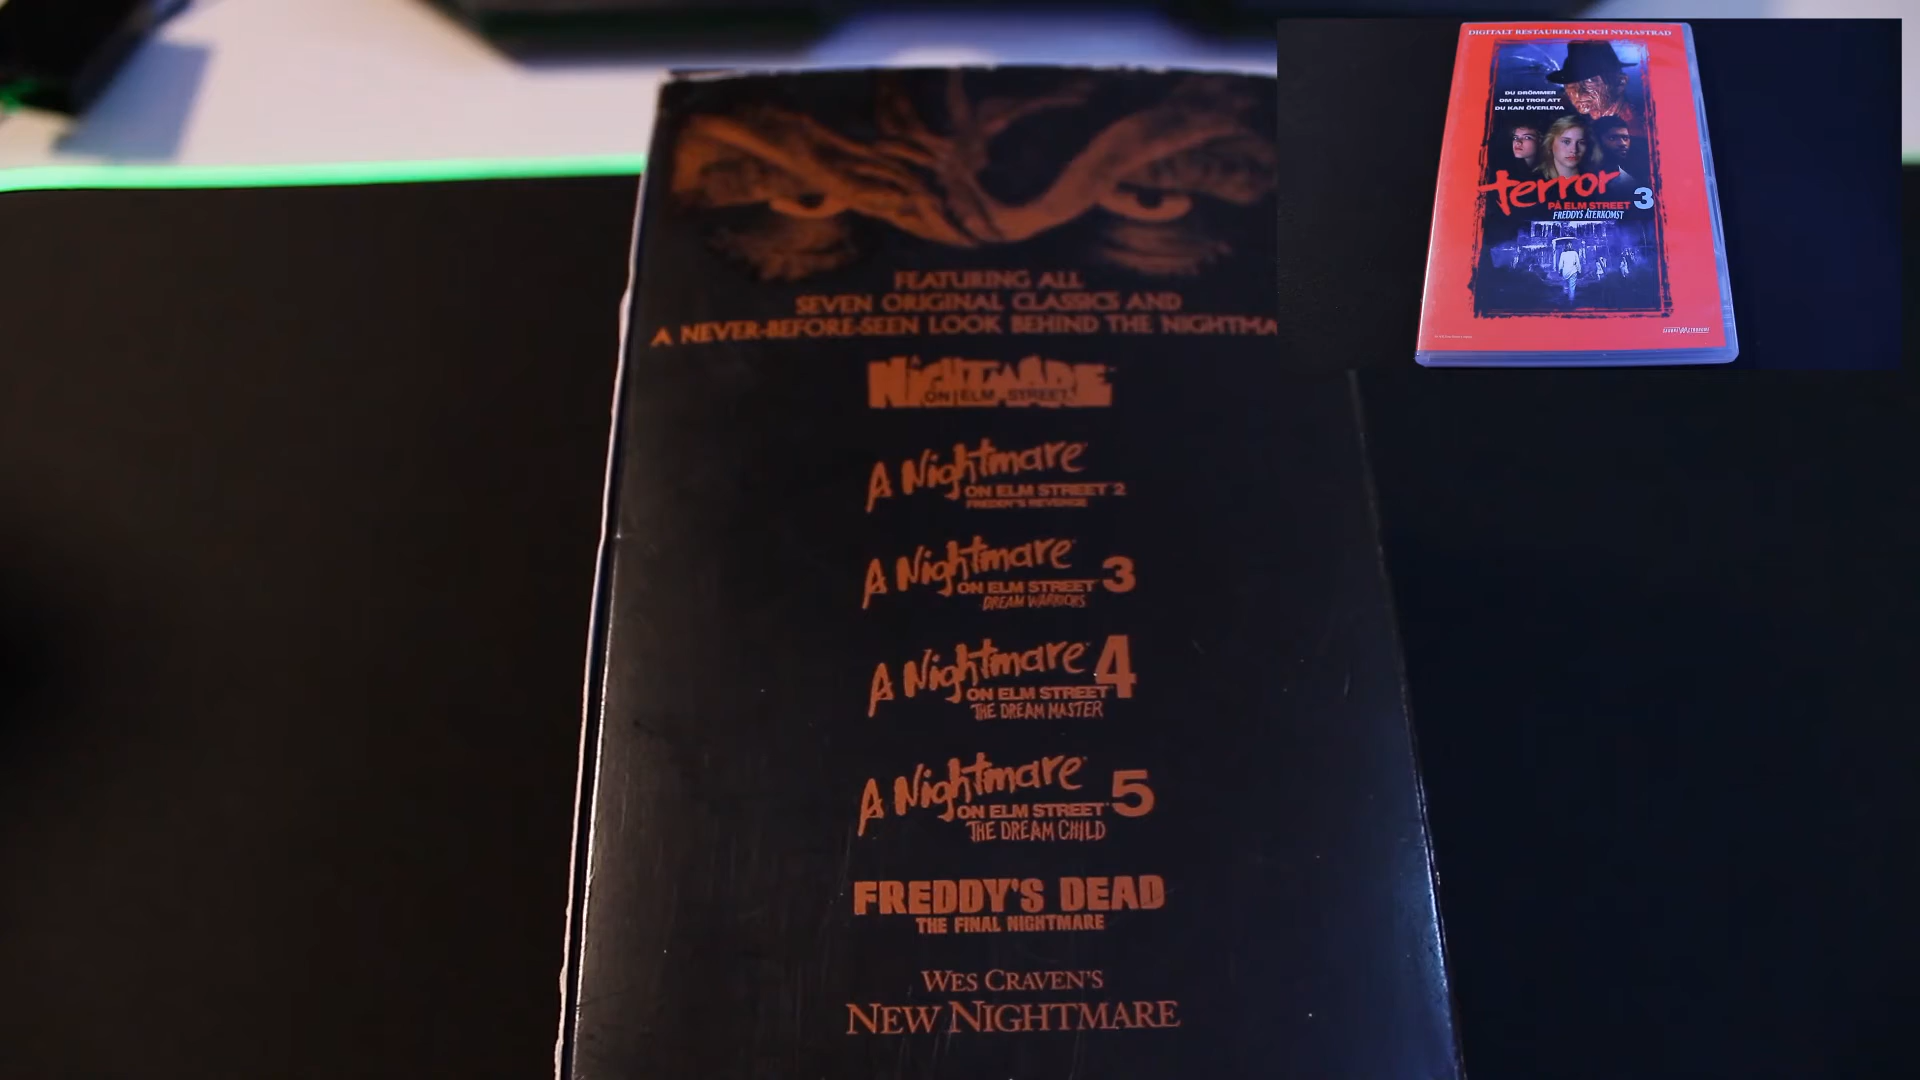 FEATURING ALL
SEVEN ORIGINAL CLASSICS AND
A NEVER-BEFORE-SEEN LOOK BEHIND THE NIGHTMA
A NIGHTMARE
ON ELM STREET
A Nightmare
ON ELM STREET 2
FREDDY'S REVENGE
A Nightmare
ON ELM STREET 3
DREAM WARRIORS
A Nightmare 4
ON ELM STREET
THE DREAM MASTER
A Nightmare 5
ON ELM STREET
THE DREAM CHILD
FREDDY'S DEAD
THE FINAL NIGHTMARE
WES CRAVEN'S
NEW NIGHTMARE
DIGITALT RESTAURERAD OCH NYMASTRAD
DU DRÖMMER
OM DU TROR ATT
DU KAN ÖVERLEVA
terror
PÅ ELM STREET 3
FREDDYS ÅTERKOMST